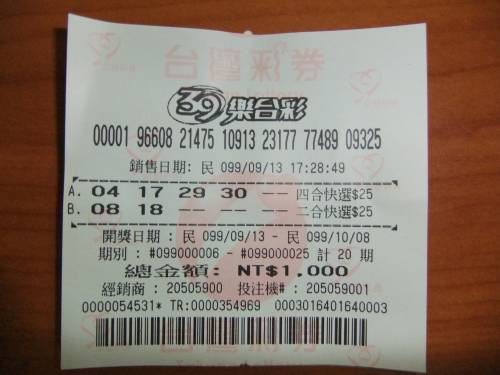 台灣彩券
39樂合彩
00001 96608 21475 10913 23177 77489 09325
銷售日期: 民 099/09/13 17:28:49
A. 04 17 29 30 -- -- 四合快選$25
B. 08 18 -- -- -- -- 二合快選$25
開獎日期 : 民 099/09/13 - 民 099/10/08
期別 : #099000006 - #099000025 計 20 期
總金額: NT$1,000
經銷商 : 20505900 投注機# : 205059001
0000054531* TR:0000354969 0003016401640003